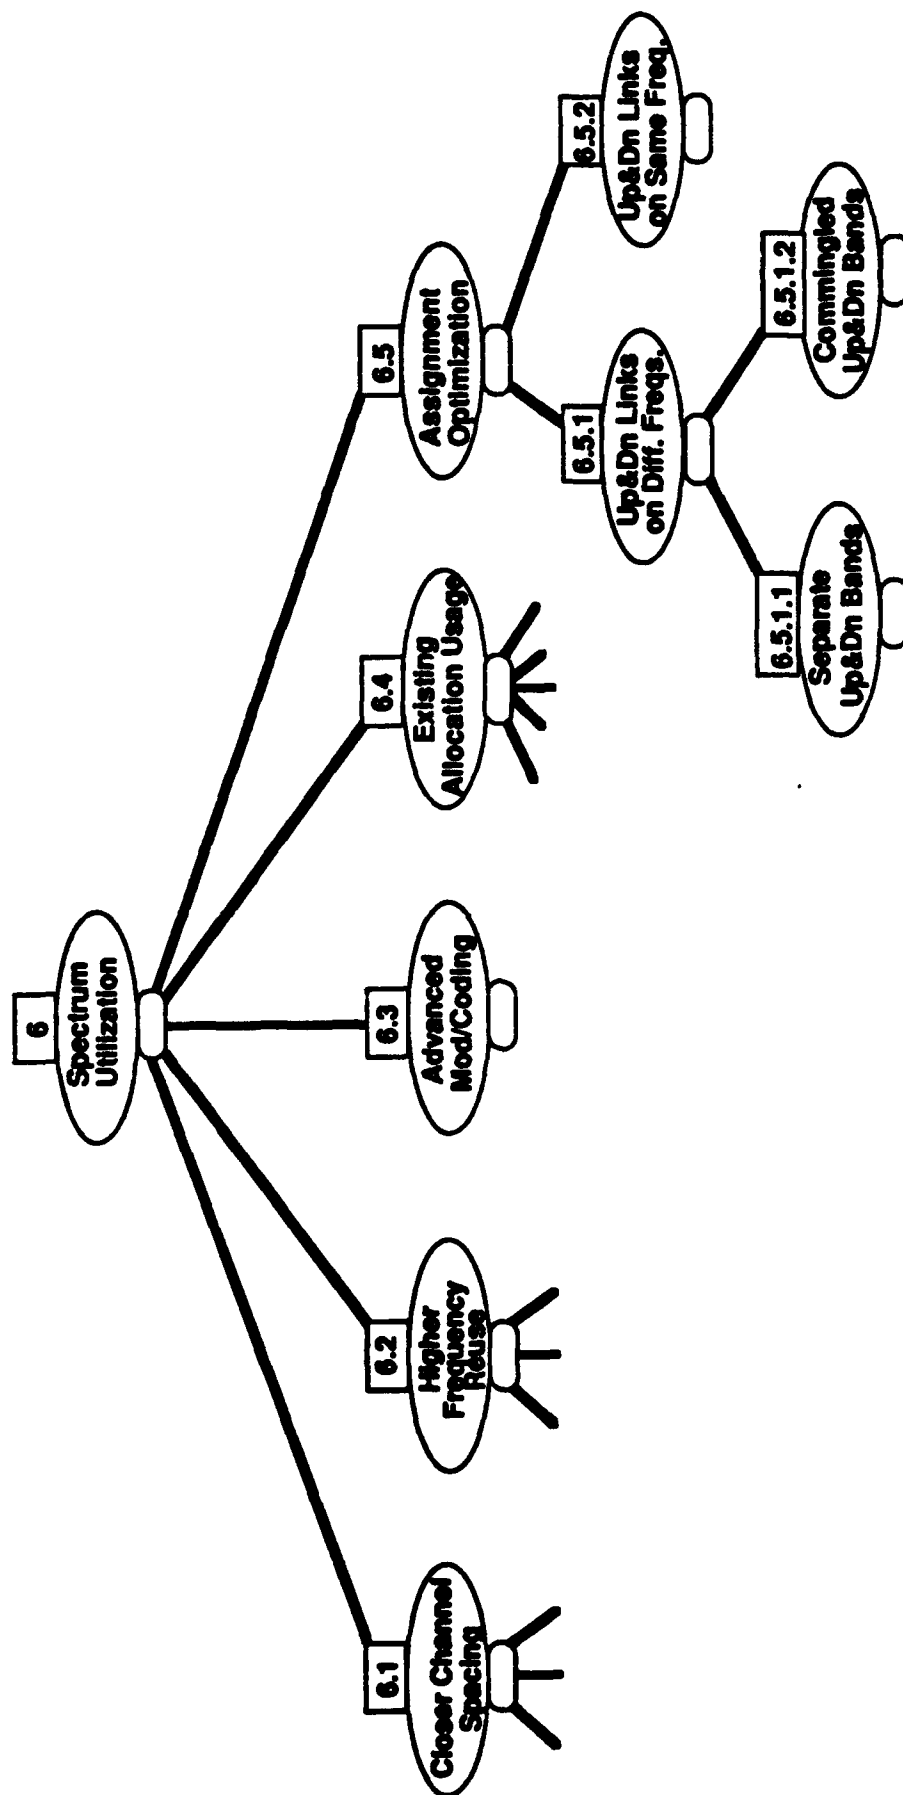 6
Spectrum
Utilization
6.1
Closer Channel
Spacing
6.2
Higher
Frequency
Reuse
6.3
Advanced
Mod/Coding
6.4
Existing
Allocation Usage
6.5
Assignment
Optimization
6.5.1
Up&Dn Links
on Diff. Freqs.
6.5.2
Up&Dn Links
on Same Freq.
6.5.1.1
Separate
Up&Dn Bands
6.5.1.2
Commingled
Up&Dn Bands